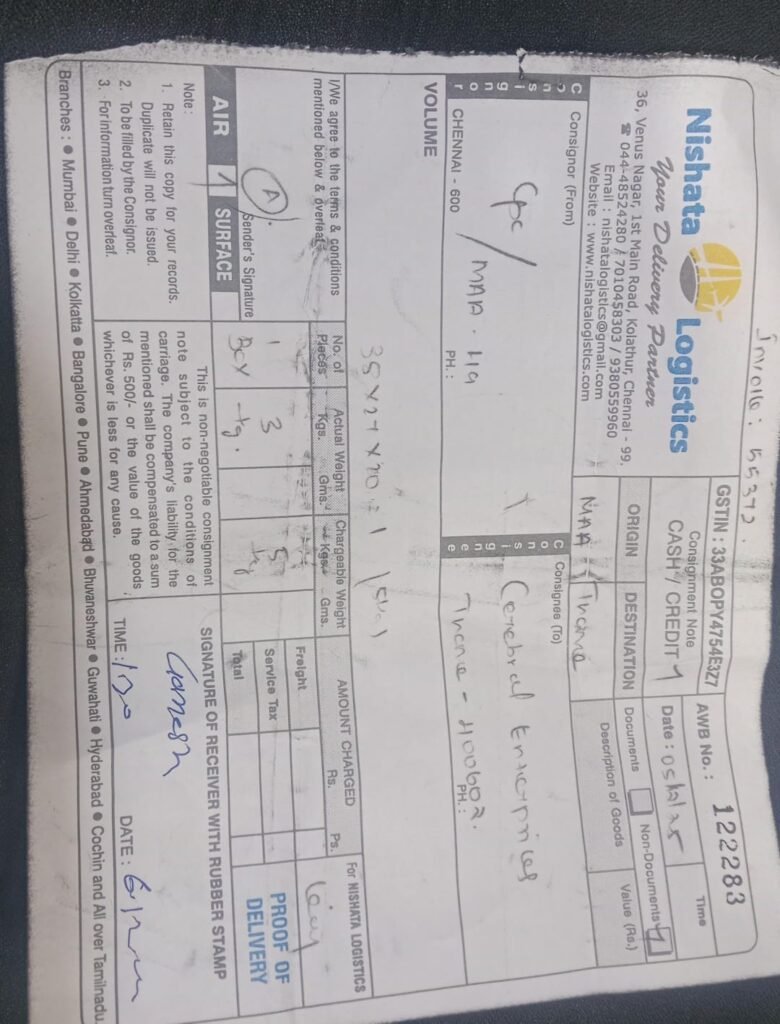 Invoice: 55372.
Nishata Logistics
Your Delivery Partner
36, Venus Nagar, 1st Main Road, Kolathur, Chennai - 99.
☎ 044-48524280 / 7010458303 / 9380559960
Email : nishatalogistics@gmail.com
Website : www.nishatalogistics.com
GSTIN : 33ABOPY4754E3Z7
Consignment Note
CASH / CREDIT
AWB No. : 122283
Date : Time
ORIGIN DESTINATION
MAA Thane
Documents Non-Documents
Description of Goods Value (Rs.)
Consignor
Consignor (From)
CPC / MAA. HQ
CHENNAI - 600 PH. :
Consignee
Consignee (To)
Cerebral Enterprises
Thane - 400602.
PH. :
VOLUME
I/We agree to the terms & conditions
mentioned below & overleaf
Sender's Signature
AIR SURFACE
No. of Pieces
Actual Weight
Kgs. Gms.
Chargeable Weight
Kgs. Gms.
1 Box
3 kg.
5 kg
AMOUNT CHARGED
Rs. Ps.
Freight
Service Tax
Total
For NISHATA LOGISTICS
PROOF OF
DELIVERY
Note :
1. Retain this copy for your records.
Duplicate will not be issued.
2. To be filled by the Consignor.
3. For information turn overleaf.
This is non-negotiable consignment
note subject to the conditions of
carriage. The company's liability for the
mentioned shall be compensated to a sum
of Rs. 500/- or the value of the goods
whichever is less for any cause.
SIGNATURE OF RECEIVER WITH RUBBER STAMP
Ganesh
TIME : DATE :
Branches : ● Mumbai ● Delhi ● Kolkatta ● Bangalore ● Pune ● Ahmedabad ● Bhuvaneshwar ● Guwahati ● Hyderabad ● Cochin and All over Tamilnadu